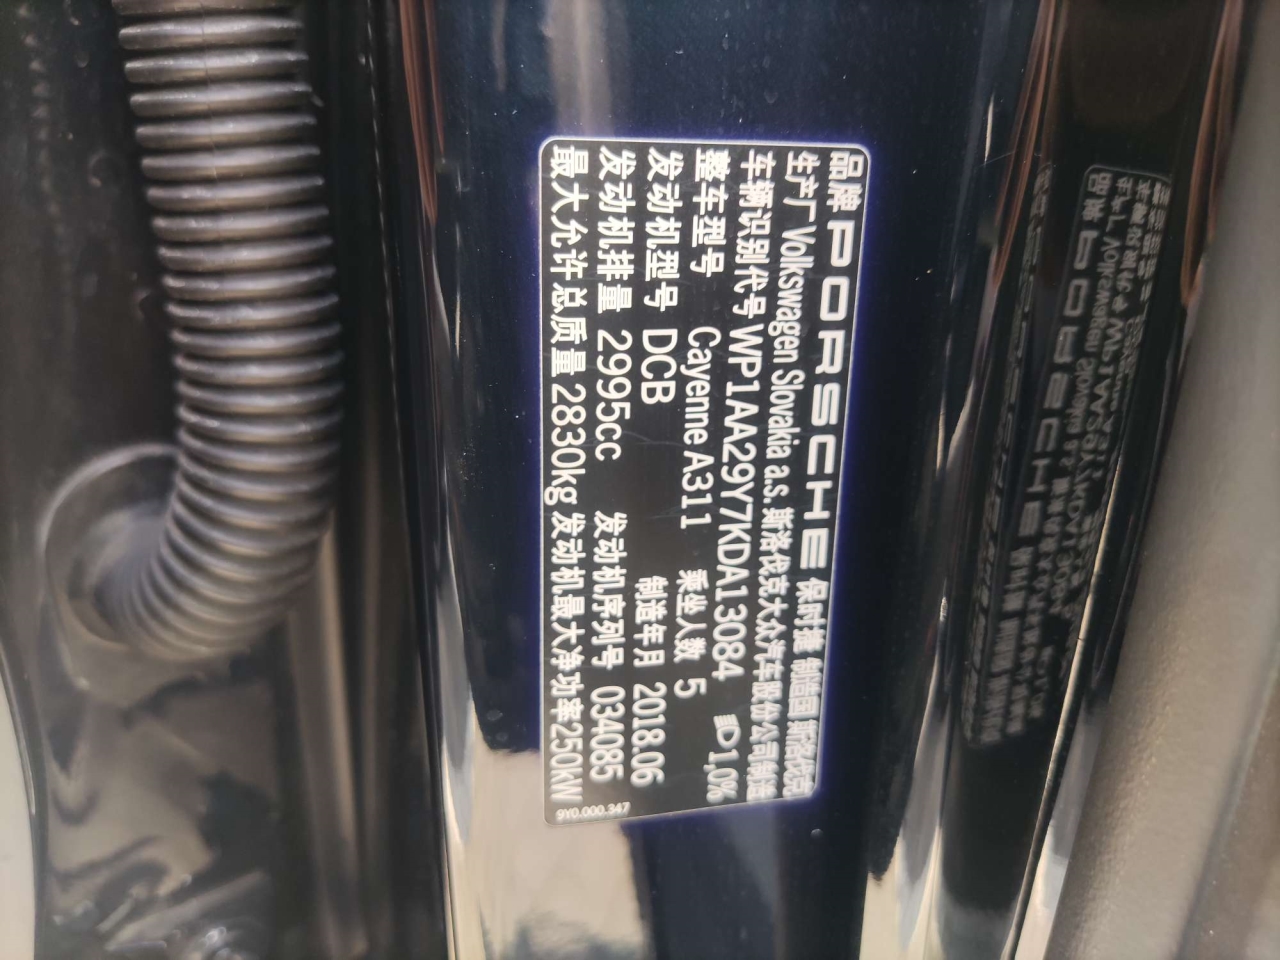 品牌 PORSCHE 保时捷 制造国 斯洛伐克
生产厂 Volkswagen Slovakia a.s. 斯洛伐克大众汽车股份公司制造
车辆识别代号 WP1AA29Y7KDA13084
整车型号 Cayenne A311 乘坐人数 5 1,0%
发动机型号 DCB 制造年月 2018.06
发动机排量 2995cc 发动机序列号 034085
最大允许总质量 2830kg 发动机最大净功率 250kW
9Y0.000.347